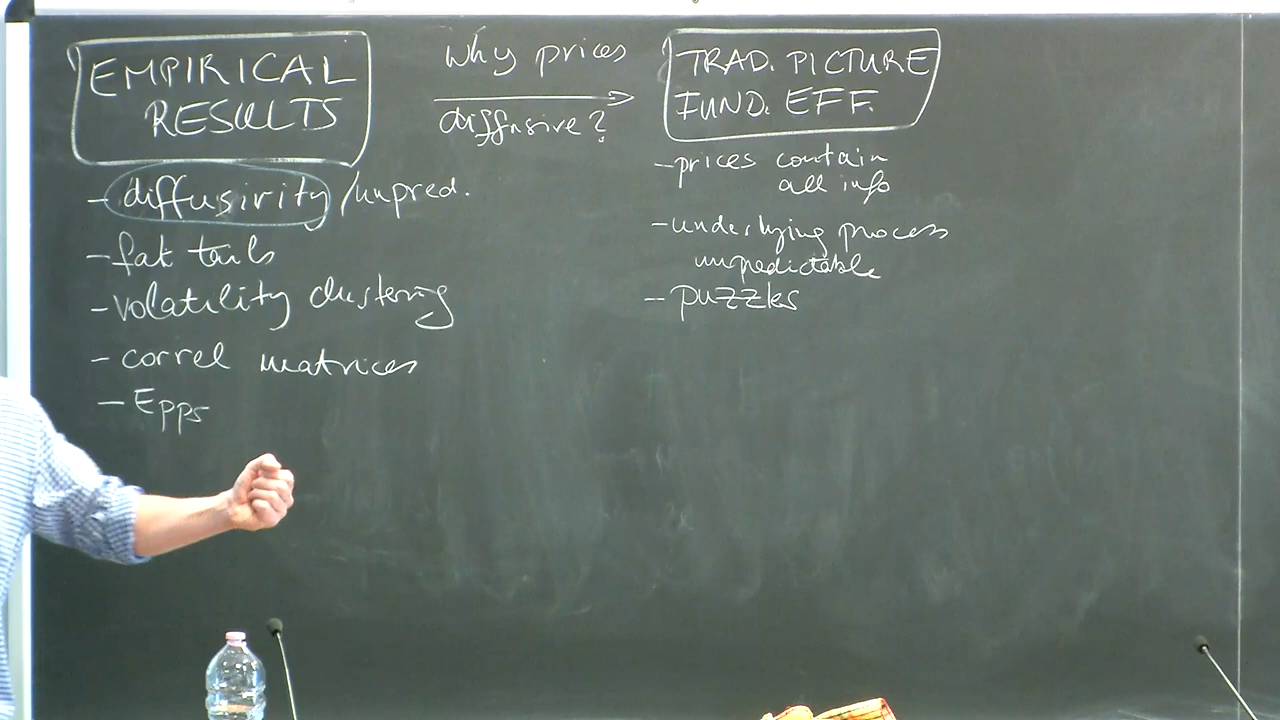 EMPIRICAL
RESULTS
- diffusivity / unpred.
- fat tails
- volatility clustering
- correl matrices
- Epps
Why prices
diffusive?
TRAD. PICTURE
FUND. EFF.
- prices contain
all info
- underlying process
unpredictable
- puzzles